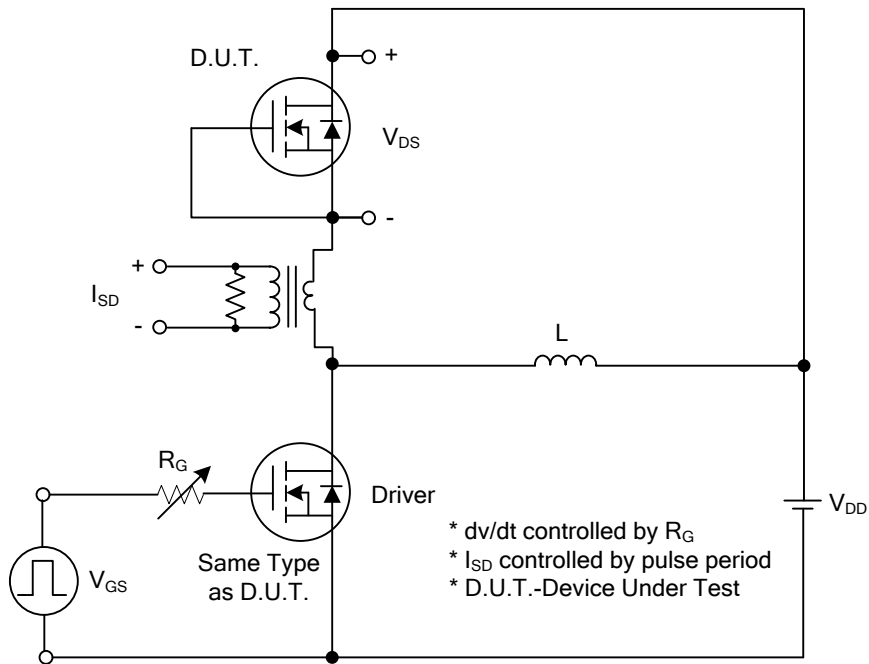 D.U.T.
+
V_DS
-
+
I_SD
-
L
R_G
Driver
V_DD
V_GS
Same Type
as D.U.T.
* dv/dt controlled by R_G
* I_SD controlled by pulse period
* D.U.T.-Device Under Test